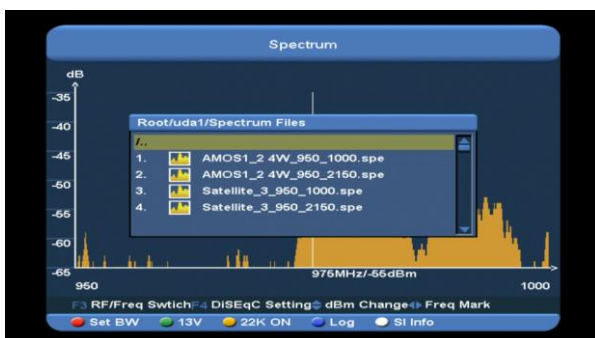 Spectrum
dB
-35
-40
Root/uda1/Spectrum Files
/..
1. AMOS1_2 4W_950_1000.spe
-45
2. AMOS1_2 4W_950_2150.spe
3. Satellite_3_950_1000.spe
-50
4. Satellite_3_950_2150.spe
-55
-60
-65
975MHz/-55dBm
950
1000
F3 RF/Freq Swtich F4 DiSEqC Setting dBm Change Freq Mark
Set BW 13V 22K ON Log SI Info